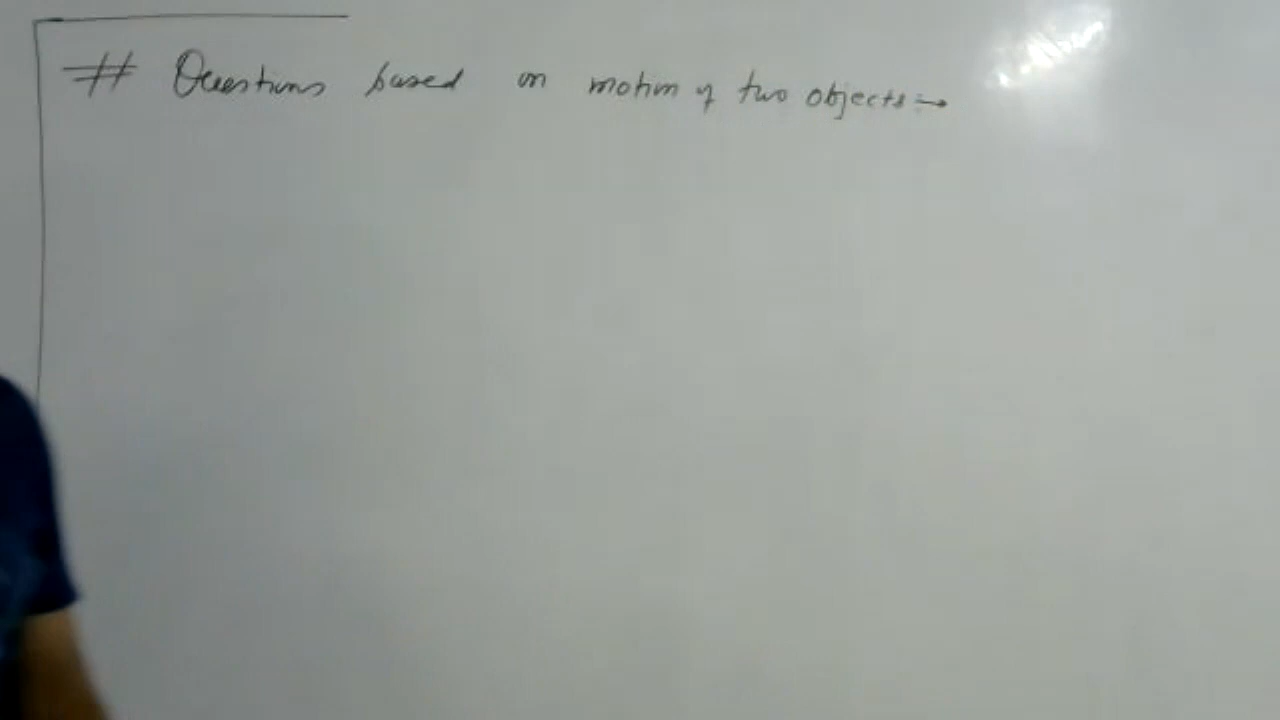 # Questions based on motion of two objects :→